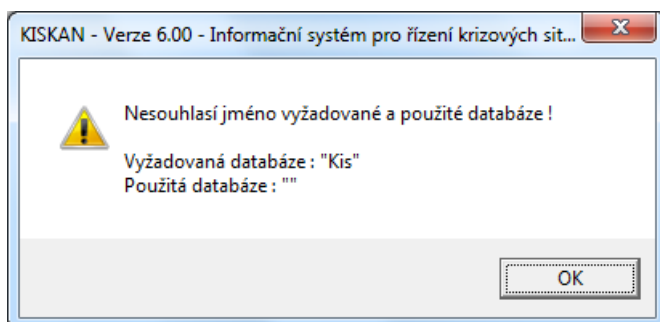 KISKAN - Verze 6.00 - Informační systém pro řízení krizových sit...
Nesouhlasí jméno vyžadované a použité databáze !
Vyžadovaná databáze : "Kis"
Použitá databáze : ""
OK